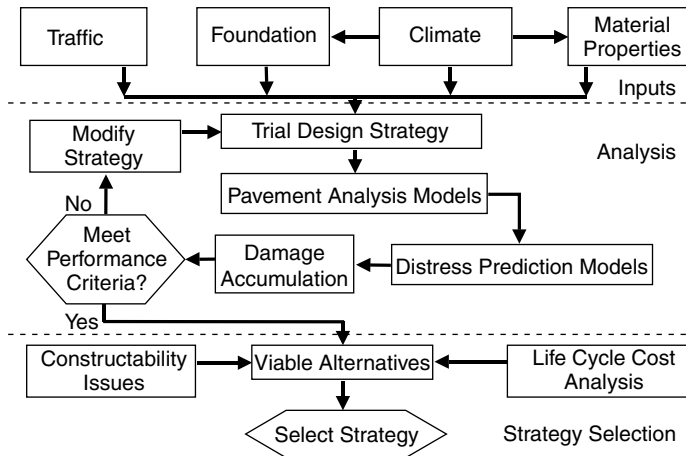 Traffic
Foundation
Climate
Material
Properties
Inputs
Modify
Strategy
Trial Design Strategy
Analysis
Pavement Analysis Models
No
Meet
Performance
Criteria?
Damage
Accumulation
Distress Prediction Models
Yes
Constructability
Issues
Viable Alternatives
Life Cycle Cost
Analysis
Select Strategy
Strategy Selection